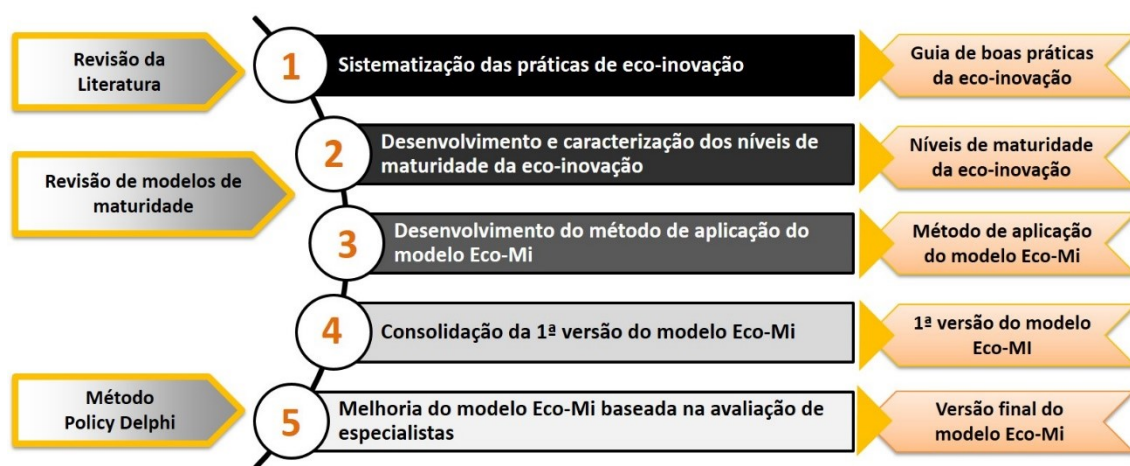 Revisão da
Literatura
1
Sistematização das práticas de eco-inovação
Guia de boas práticas
da eco-inovação
Revisão de modelos de
maturidade
2
Desenvolvimento e caracterização dos níveis de
maturidade da eco-inovação
Níveis de maturidade
da eco-inovação
3
Desenvolvimento do método de aplicação do
modelo Eco-Mi
Método de aplicação
do modelo Eco-Mi
4
Consolidação da 1ª versão do modelo Eco-Mi
1ª versão do modelo
Eco-MI
Método
Policy Delphi
5
Melhoria do modelo Eco-Mi baseada na avaliação de
especialistas
Versão final do
modelo Eco-Mi